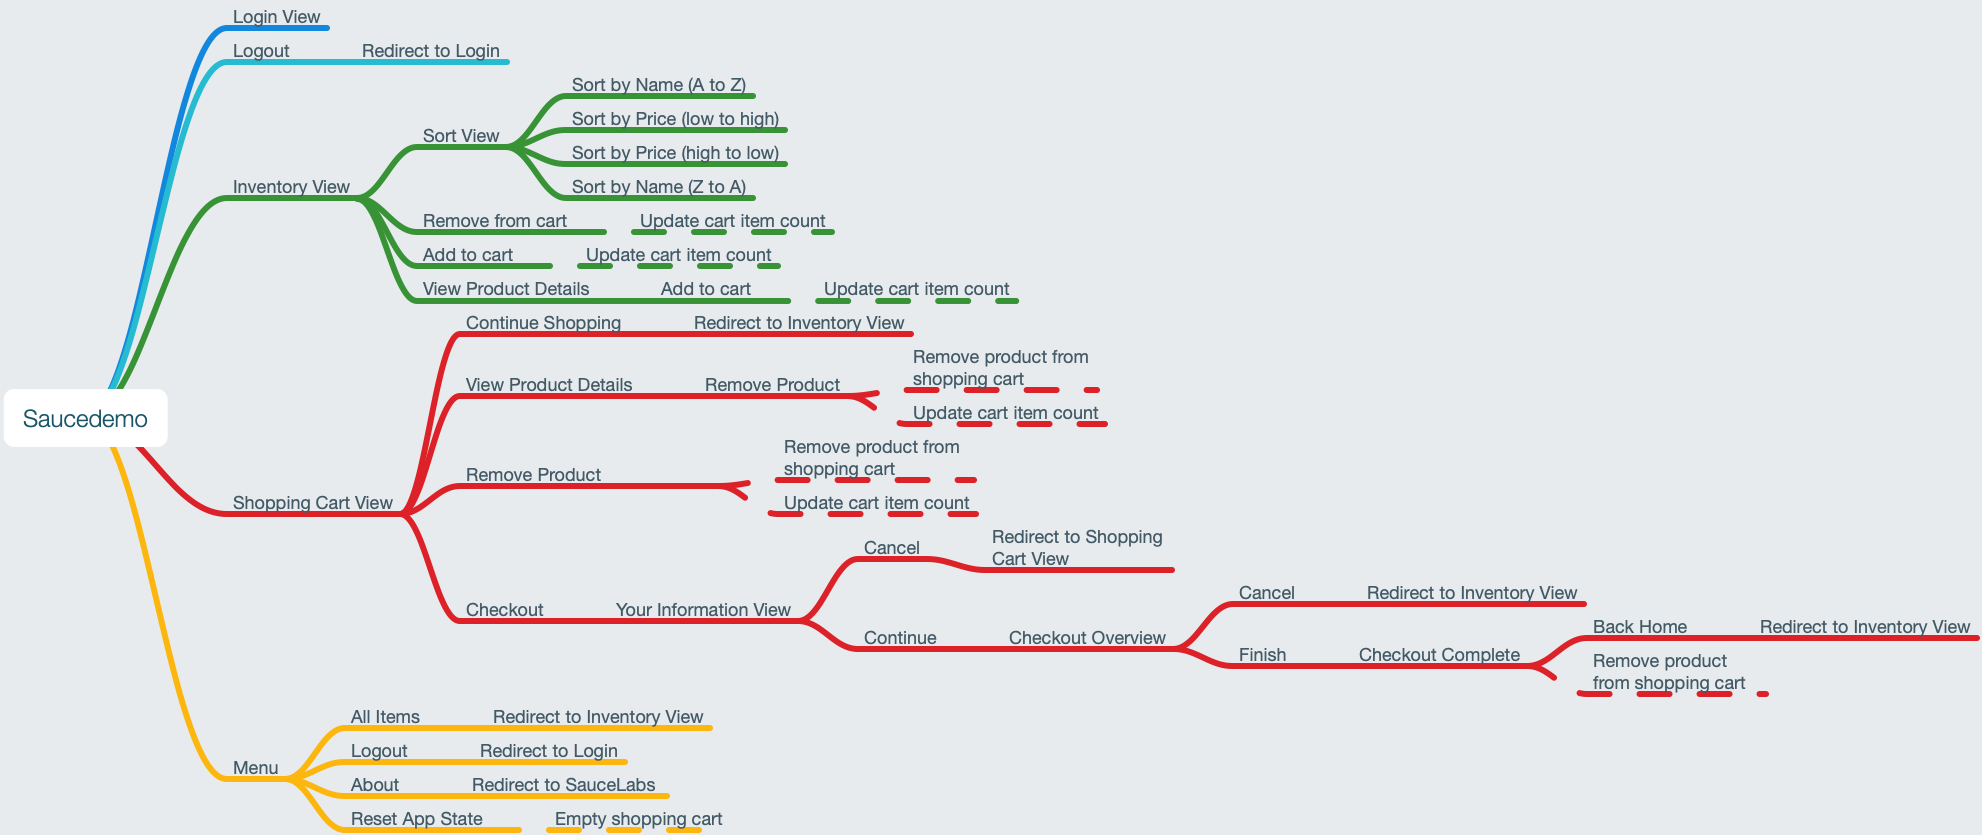 Login View
Logout
Redirect to Login
Sort by Name (A to Z)
Sort by Price (low to high)
Sort View
Sort by Price (high to low)
Inventory View
Sort by Name (Z to A)
Remove from cart
Update cart item count
Add to cart
Update cart item count
View Product Details
Add to cart
Update cart item count
Continue Shopping
Redirect to Inventory View
Remove product from
shopping cart
View Product Details
Remove Product
Update cart item count
Saucedemo
Remove product from
shopping cart
Remove Product
Update cart item count
Shopping Cart View
Cancel
Redirect to Shopping
Cart View
Checkout
Your Information View
Cancel
Redirect to Inventory View
Continue
Checkout Overview
Back Home
Redirect to Inventory View
Finish
Checkout Complete
Remove product
from shopping cart
All Items
Redirect to Inventory View
Logout
Redirect to Login
Menu
About
Redirect to SauceLabs
Reset App State
Empty shopping cart